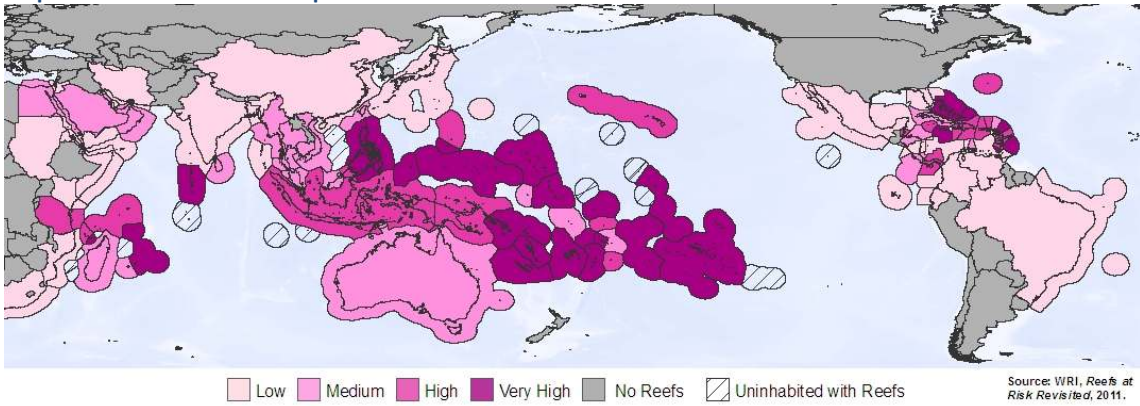 Low Medium High Very High No Reefs Uninhabited with Reefs
Source: WRI, Reefs at
Risk Revisited, 2011.